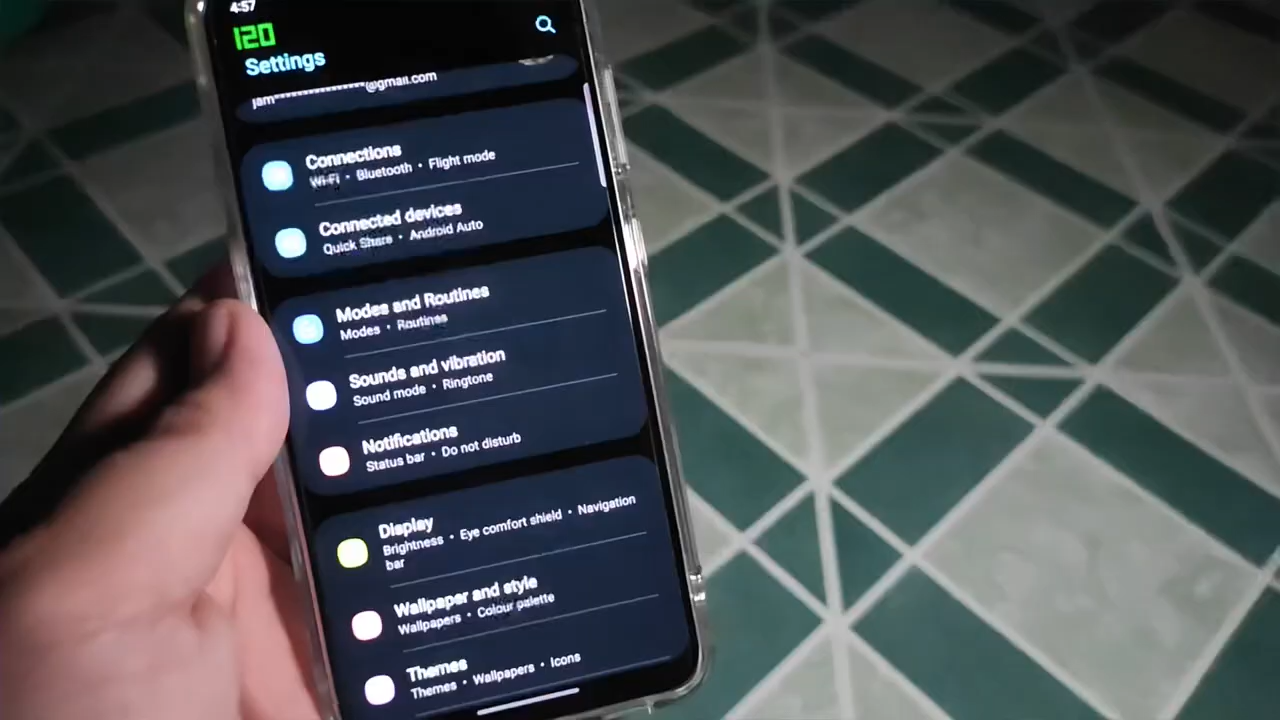 4:57
120
Settings
jam****************@gmail.com
Connections
Wi-Fi • Bluetooth • Flight mode
Connected devices
Quick Share • Android Auto
Modes and Routines
Modes • Routines
Sounds and vibration
Sound mode • Ringtone
Notifications
Status bar • Do not disturb
Display
Brightness • Eye comfort shield • Navigation
bar
Wallpaper and style
Wallpapers • Colour palette
Themes
Themes • Wallpapers • Icons